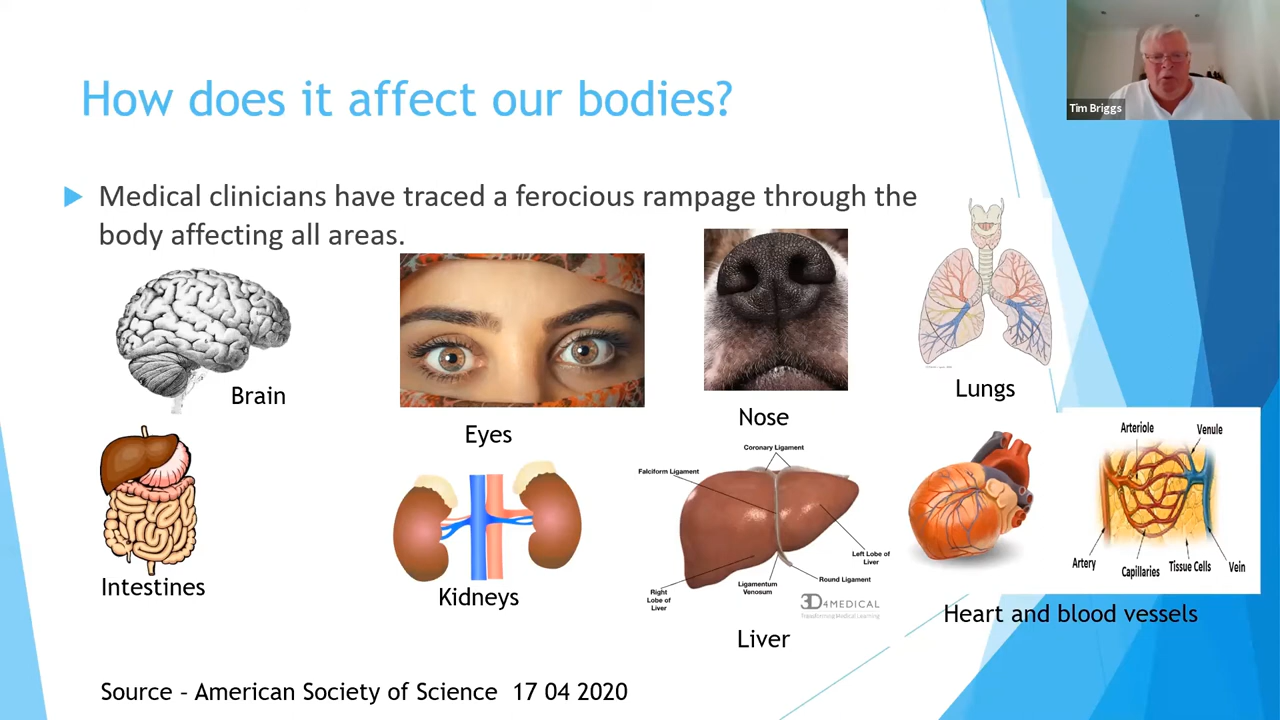 How does it affect our bodies?
Tim Briggs
Medical clinicians have traced a ferocious rampage through the
body affecting all areas.
Brain
Eyes
Nose
Lungs
Intestines
Kidneys
Coronary Ligament
Falciform Ligament
Left Lobe of
Liver
Round Ligament
Ligamentum
Venosum
Right
Lobe of
Liver
3D4MEDICAL
Transforming Medical Learning
Liver
Arteriole
Venule
Artery
Capillaries
Tissue Cells
Vein
Heart and blood vessels
Source – American Society of Science 17 04 2020